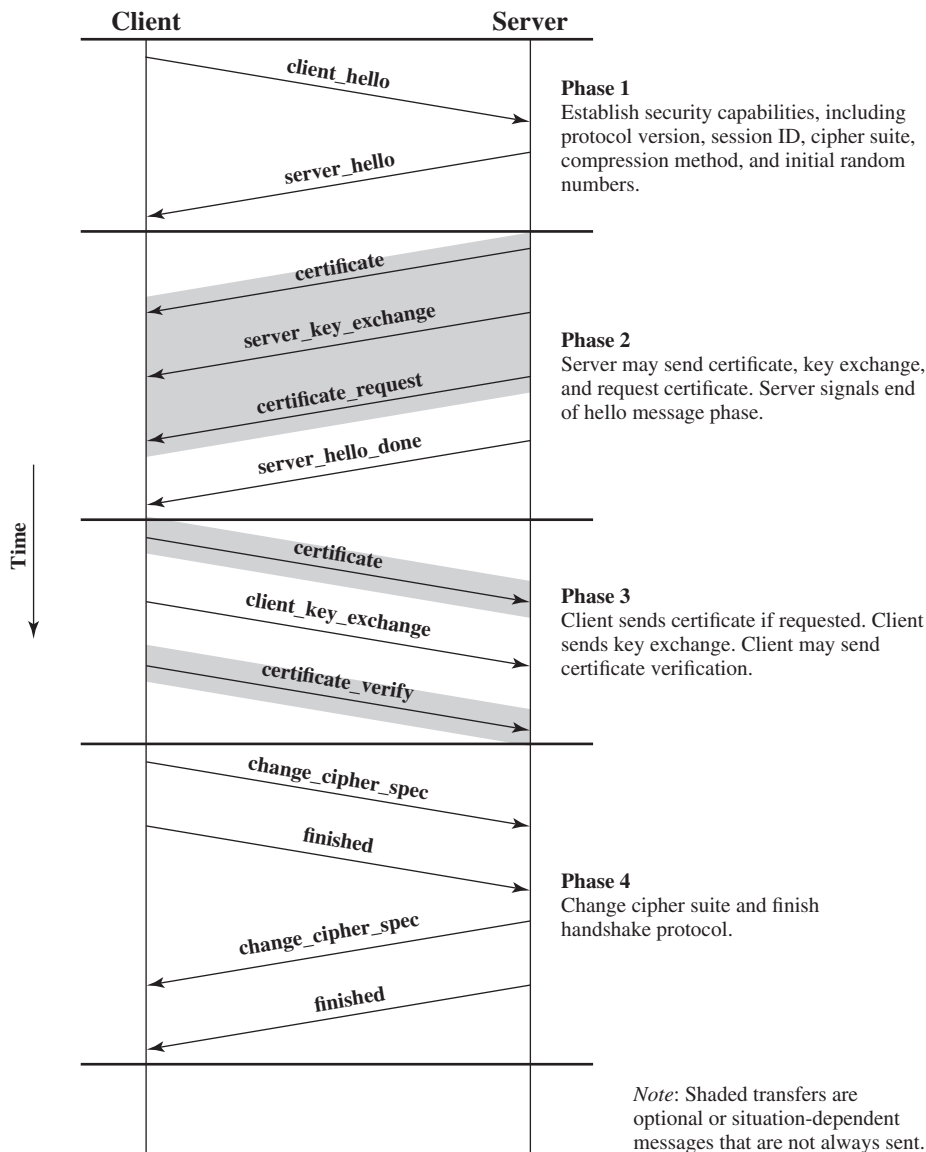 Client
Server
client_hello
server_hello
Phase 1
Establish security capabilities, including
protocol version, session ID, cipher suite,
compression method, and initial random
numbers.
certificate
server_key_exchange
certificate_request
server_hello_done
Phase 2
Server may send certificate, key exchange,
and request certificate. Server signals end
of hello message phase.
Time
certificate
client_key_exchange
certificate_verify
Phase 3
Client sends certificate if requested. Client
sends key exchange. Client may send
certificate verification.
change_cipher_spec
finished
change_cipher_spec
finished
Phase 4
Change cipher suite and finish
handshake protocol.
Note: Shaded transfers are
optional or situation-dependent
messages that are not always sent.